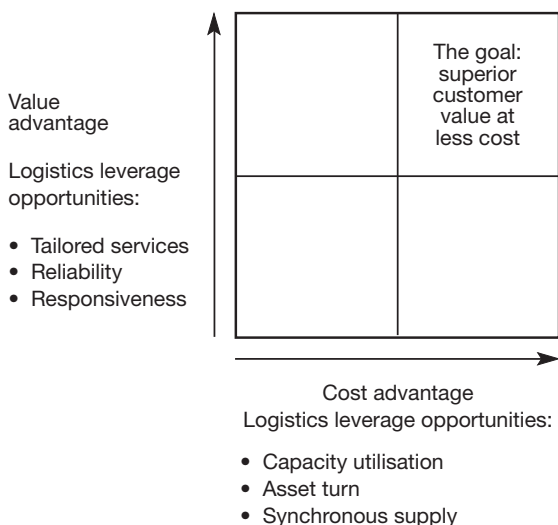 The goal:
superior
customer
value at
less cost
Value
advantage
Logistics leverage
opportunities:
• Tailored services
• Reliability
• Responsiveness
Cost advantage
Logistics leverage opportunities:
• Capacity utilisation
• Asset turn
• Synchronous supply